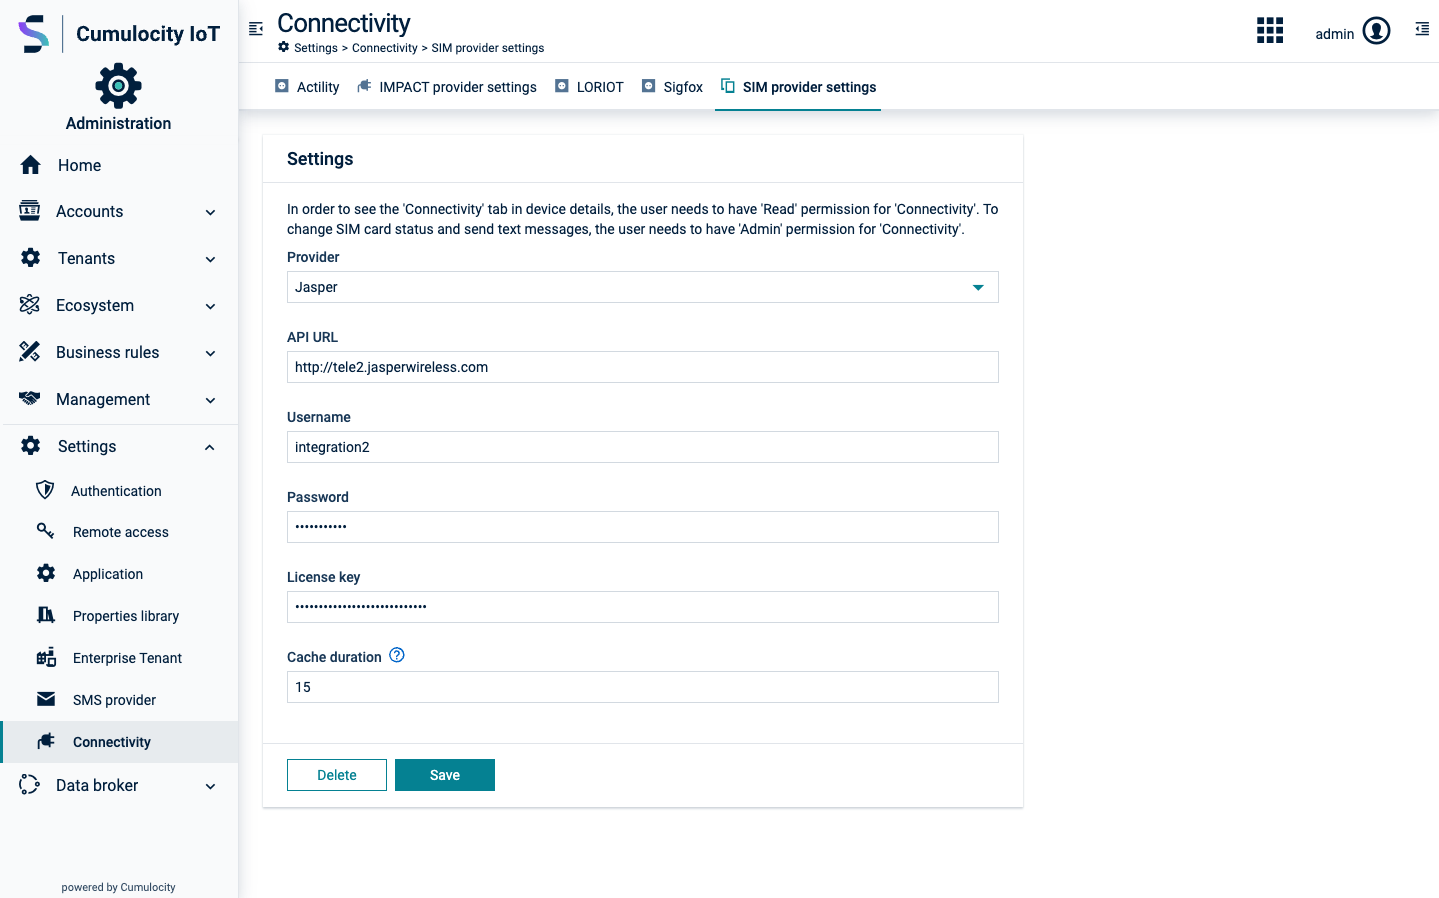 Cumulocity IoT
Administration
Home
Accounts
Tenants
Ecosystem
Business rules
Management
Settings
Authentication
Remote access
Application
Properties library
Enterprise Tenant
SMS provider
Connectivity
Data broker
powered by Cumulocity
Connectivity
Settings > Connectivity > SIM provider settings
admin
Actility
IMPACT provider settings
LORIOT
Sigfox
SIM provider settings
Settings
In order to see the 'Connectivity' tab in device details, the user needs to have 'Read' permission for 'Connectivity'. To
change SIM card status and send text messages, the user needs to have 'Admin' permission for 'Connectivity'.
Provider
Jasper
API URL
http://tele2.jasperwireless.com
Username
integration2
Password
•••••••••••
License key
••••••••••••••••••••••••••••
Cache duration
15
Delete
Save